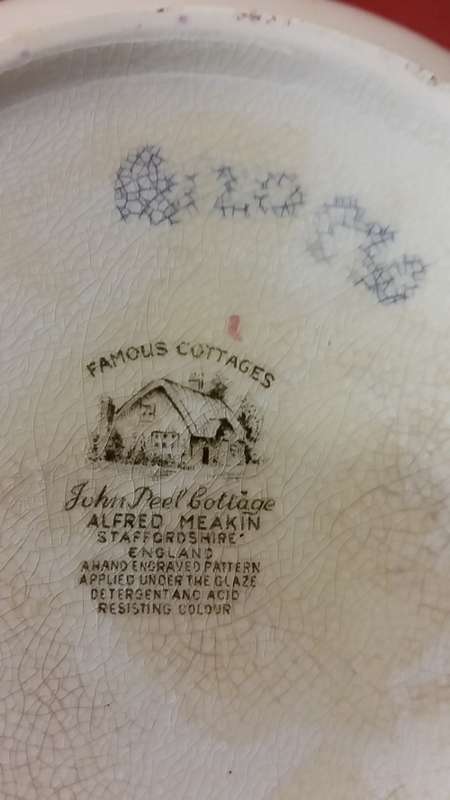 FAMOUS COTTAGES
John Peel Cottage
ALFRED MEAKIN
STAFFORDSHIRE
ENGLAND
A HAND ENGRAVED PATTERN
APPLIED UNDER THE GLAZE
DETERGENT AND ACID
RESISTING COLOUR